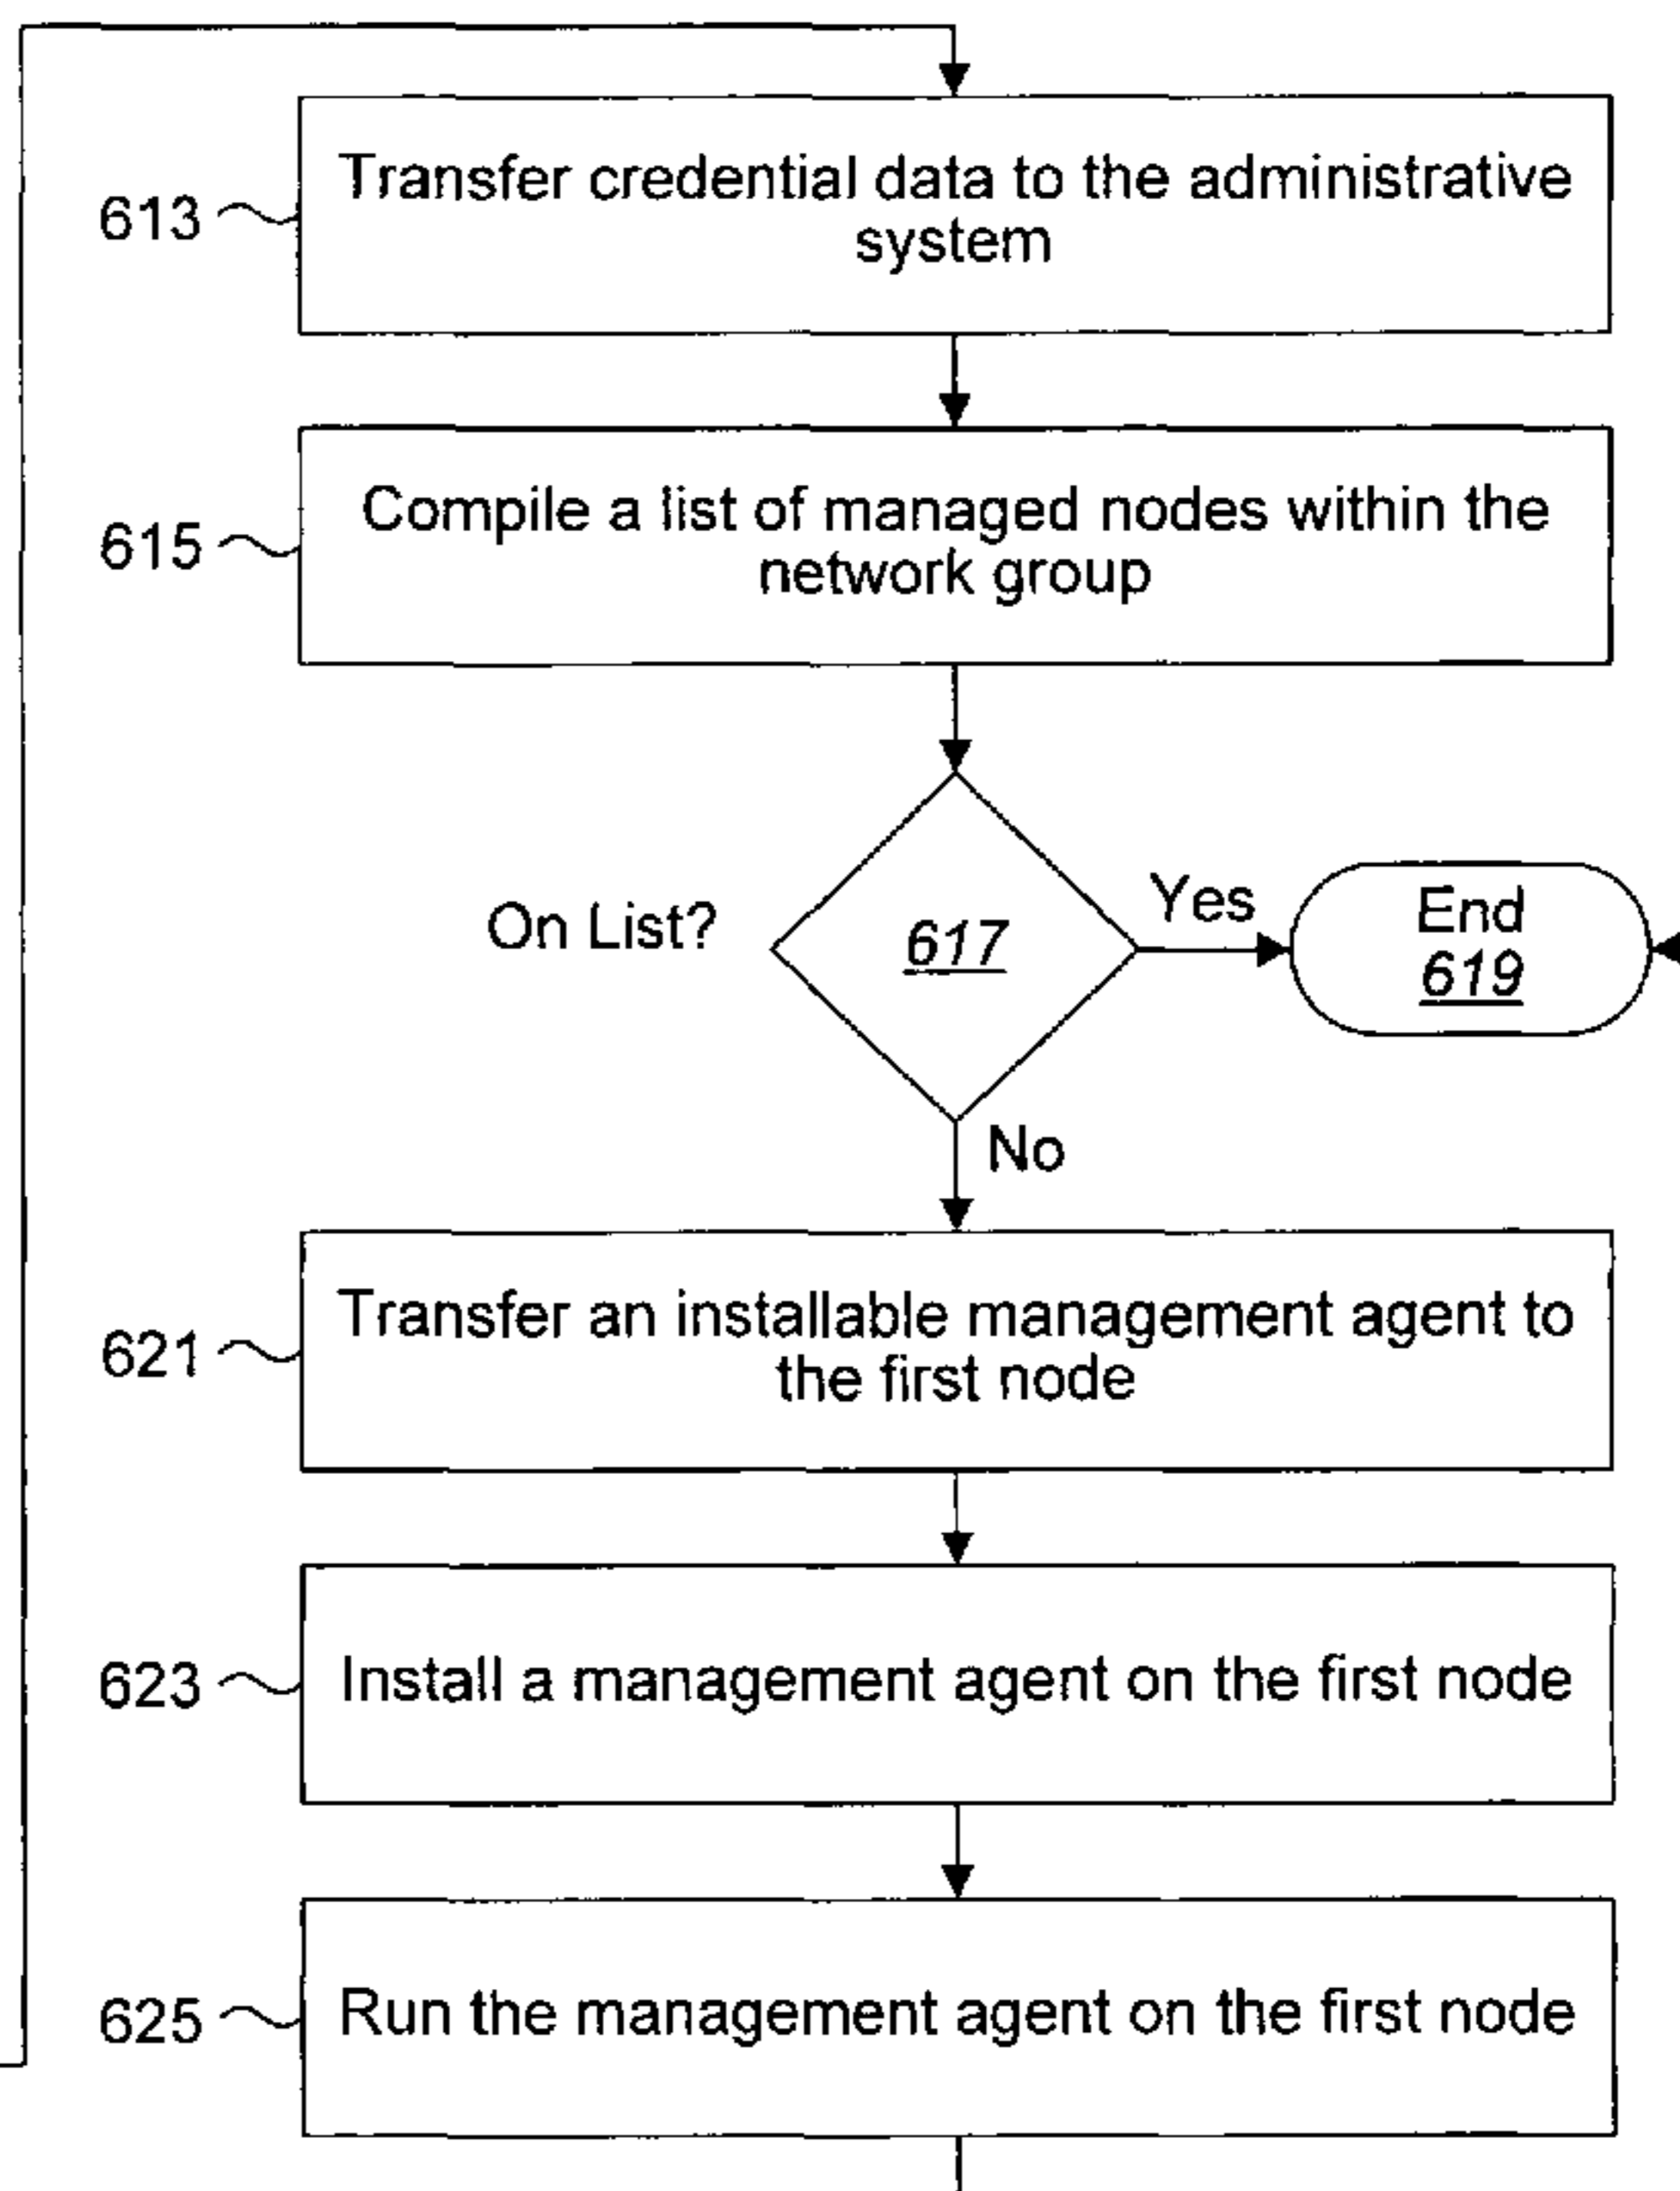 613
Transfer credential data to the administrative
system
615
Compile a list of managed nodes within the
network group
On List?
617
Yes
End
619
No
621
Transfer an installable management agent to
the first node
623
Install a management agent on the first node
625
Run the management agent on the first node